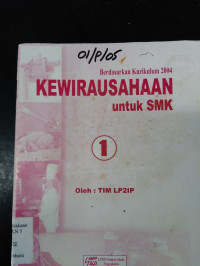 01/P/05
Berdasarkan Kurikulum 2004
KEWIRAUSAHAAN
untuk SMK
1
Oleh : TIM LP2IP